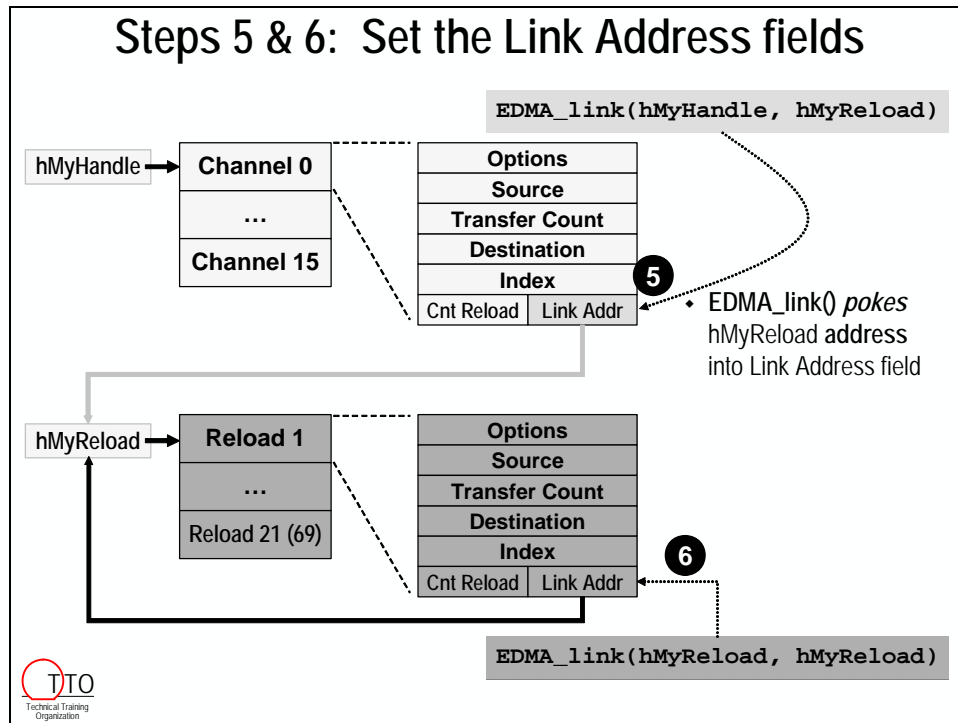 Steps 5 & 6: Set the Link Address fields
EDMA_link(hMyHandle, hMyReload)
hMyHandle
Channel 0
...
Channel 15
Options
Source
Transfer Count
Destination
Index
Cnt Reload
Link Addr
5
◆ EDMA_link() pokes
hMyReload address
into Link Address field
hMyReload
Reload 1
...
Reload 21 (69)
Options
Source
Transfer Count
Destination
Index
Cnt Reload
Link Addr
6
EDMA_link(hMyReload, hMyReload)
TTO
Technical Training
Organization